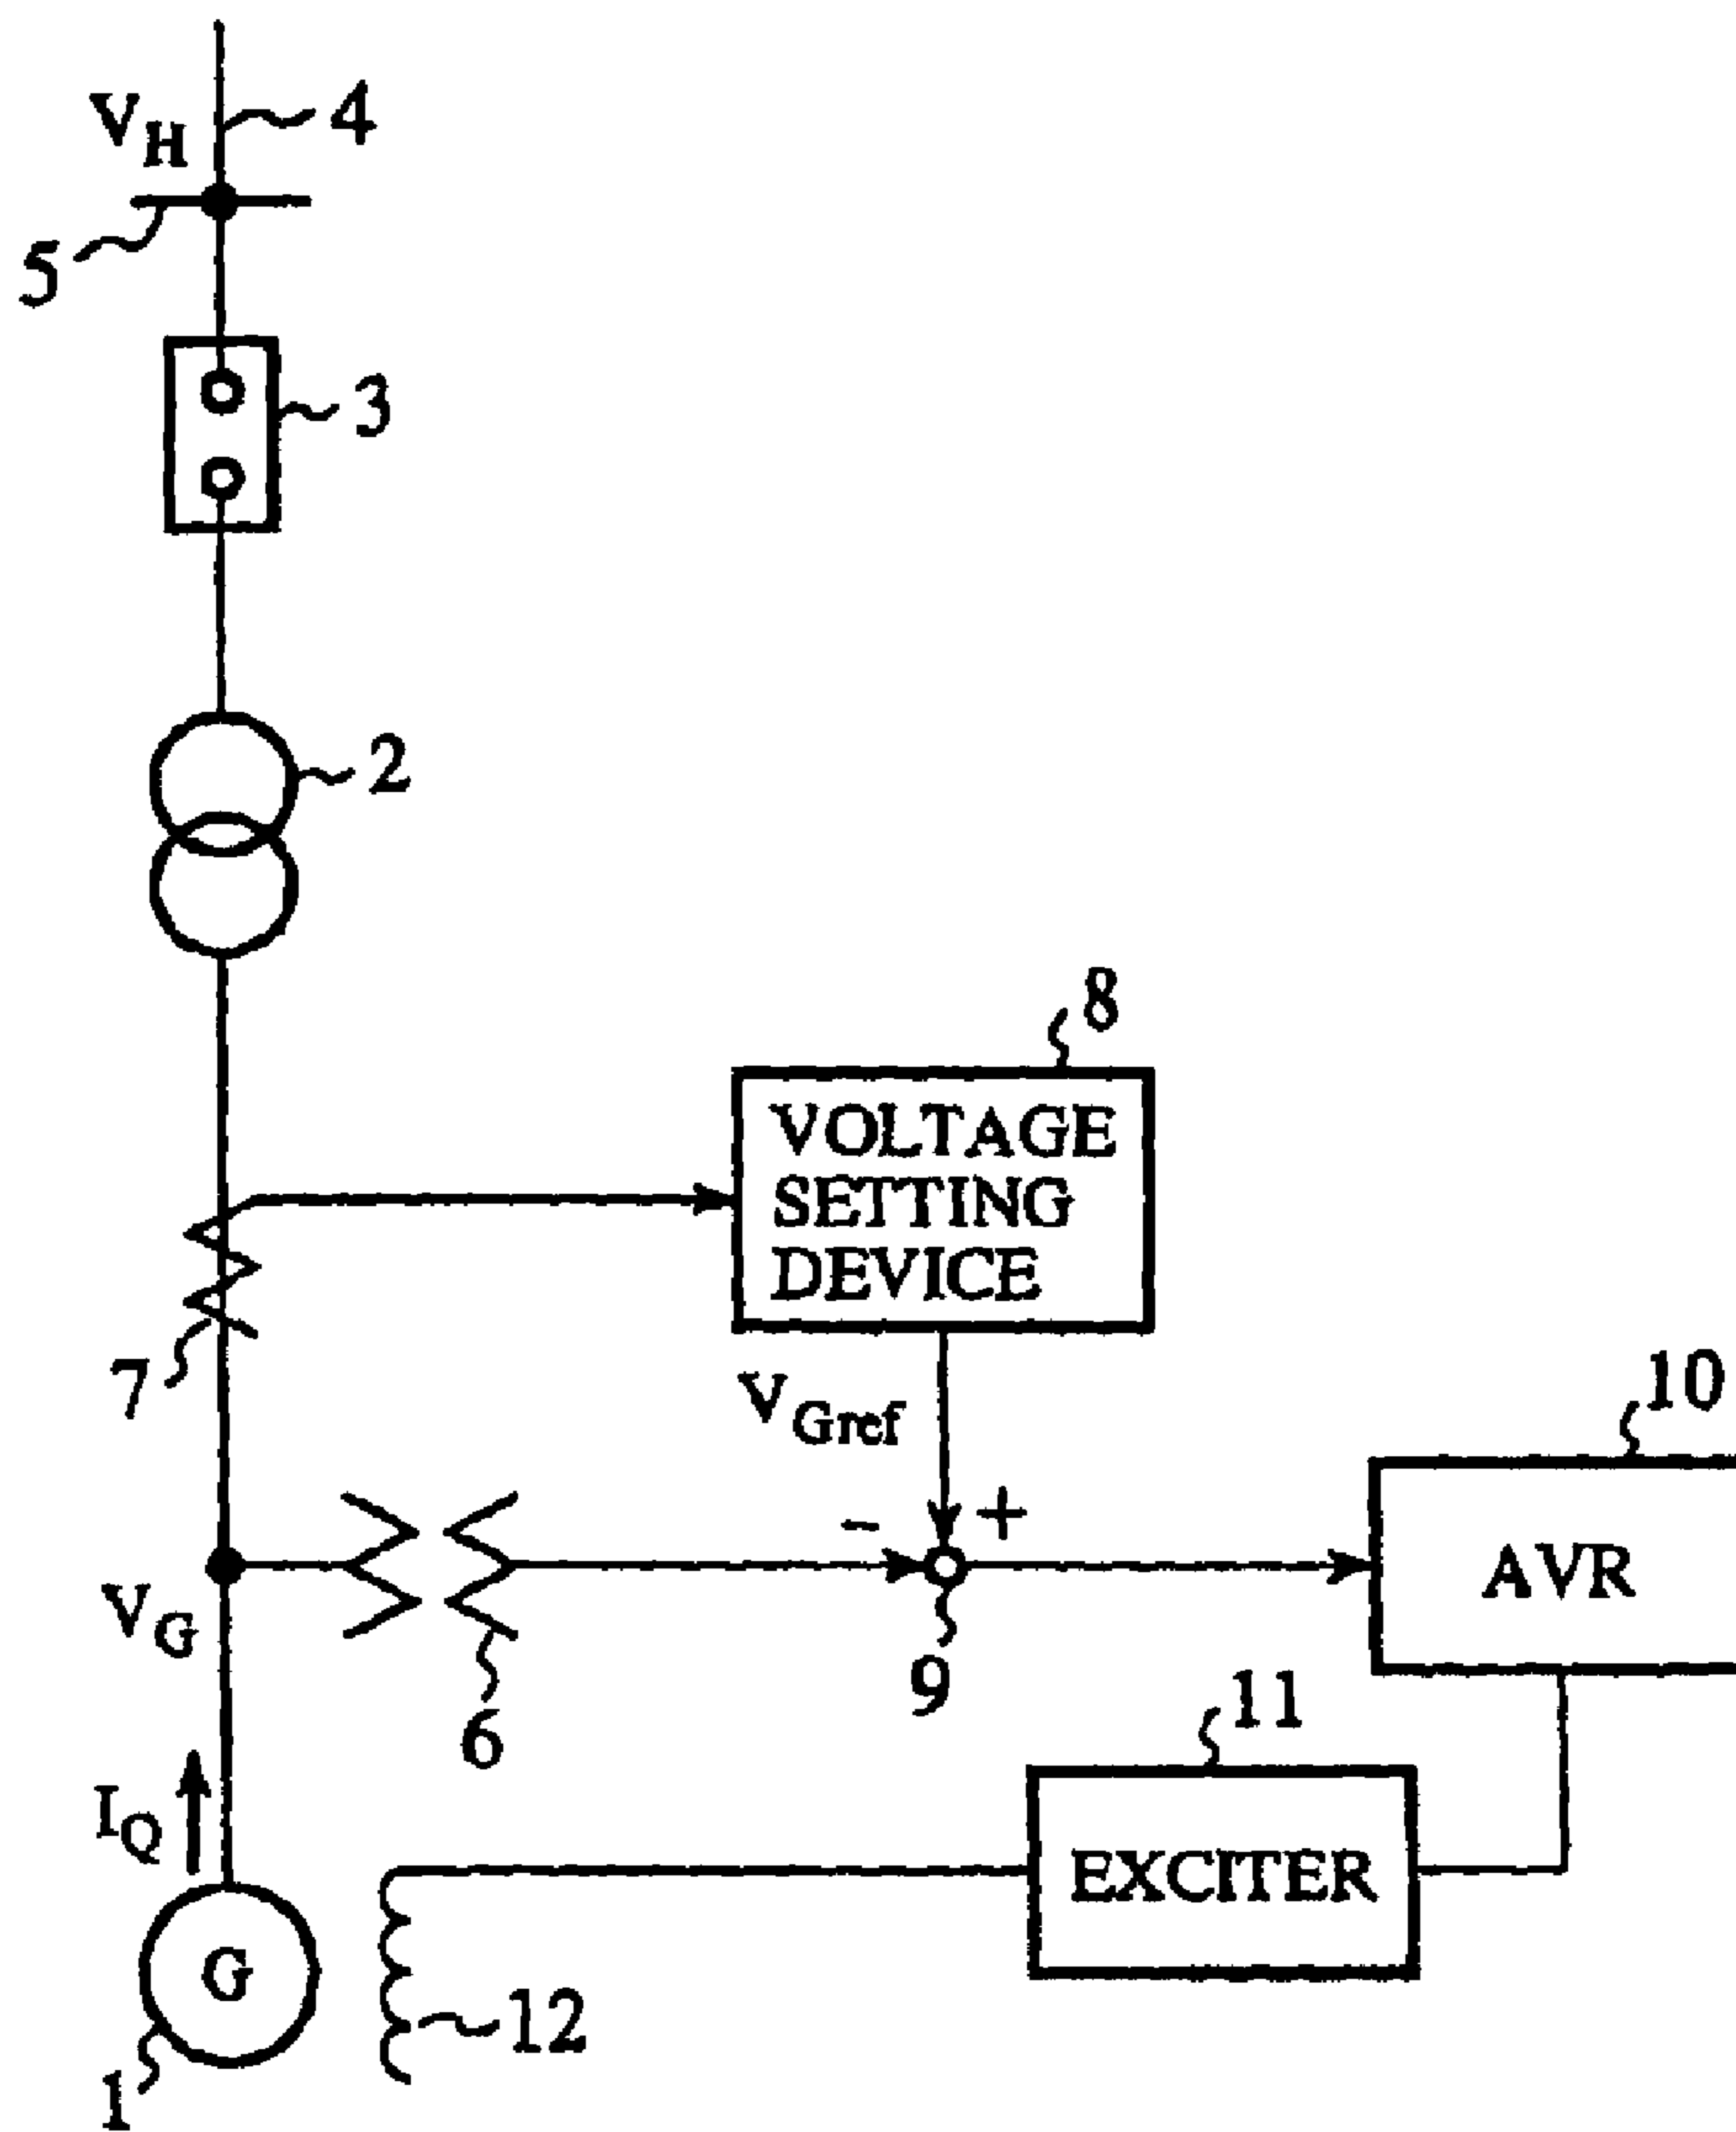 V_H
4
5
3
2
8
VOLTAGE
SETTING
DEVICE
7
V_Gref
10
- +
AVR
V_G
6
9
11
I_Q
EXCITER
G
12
1